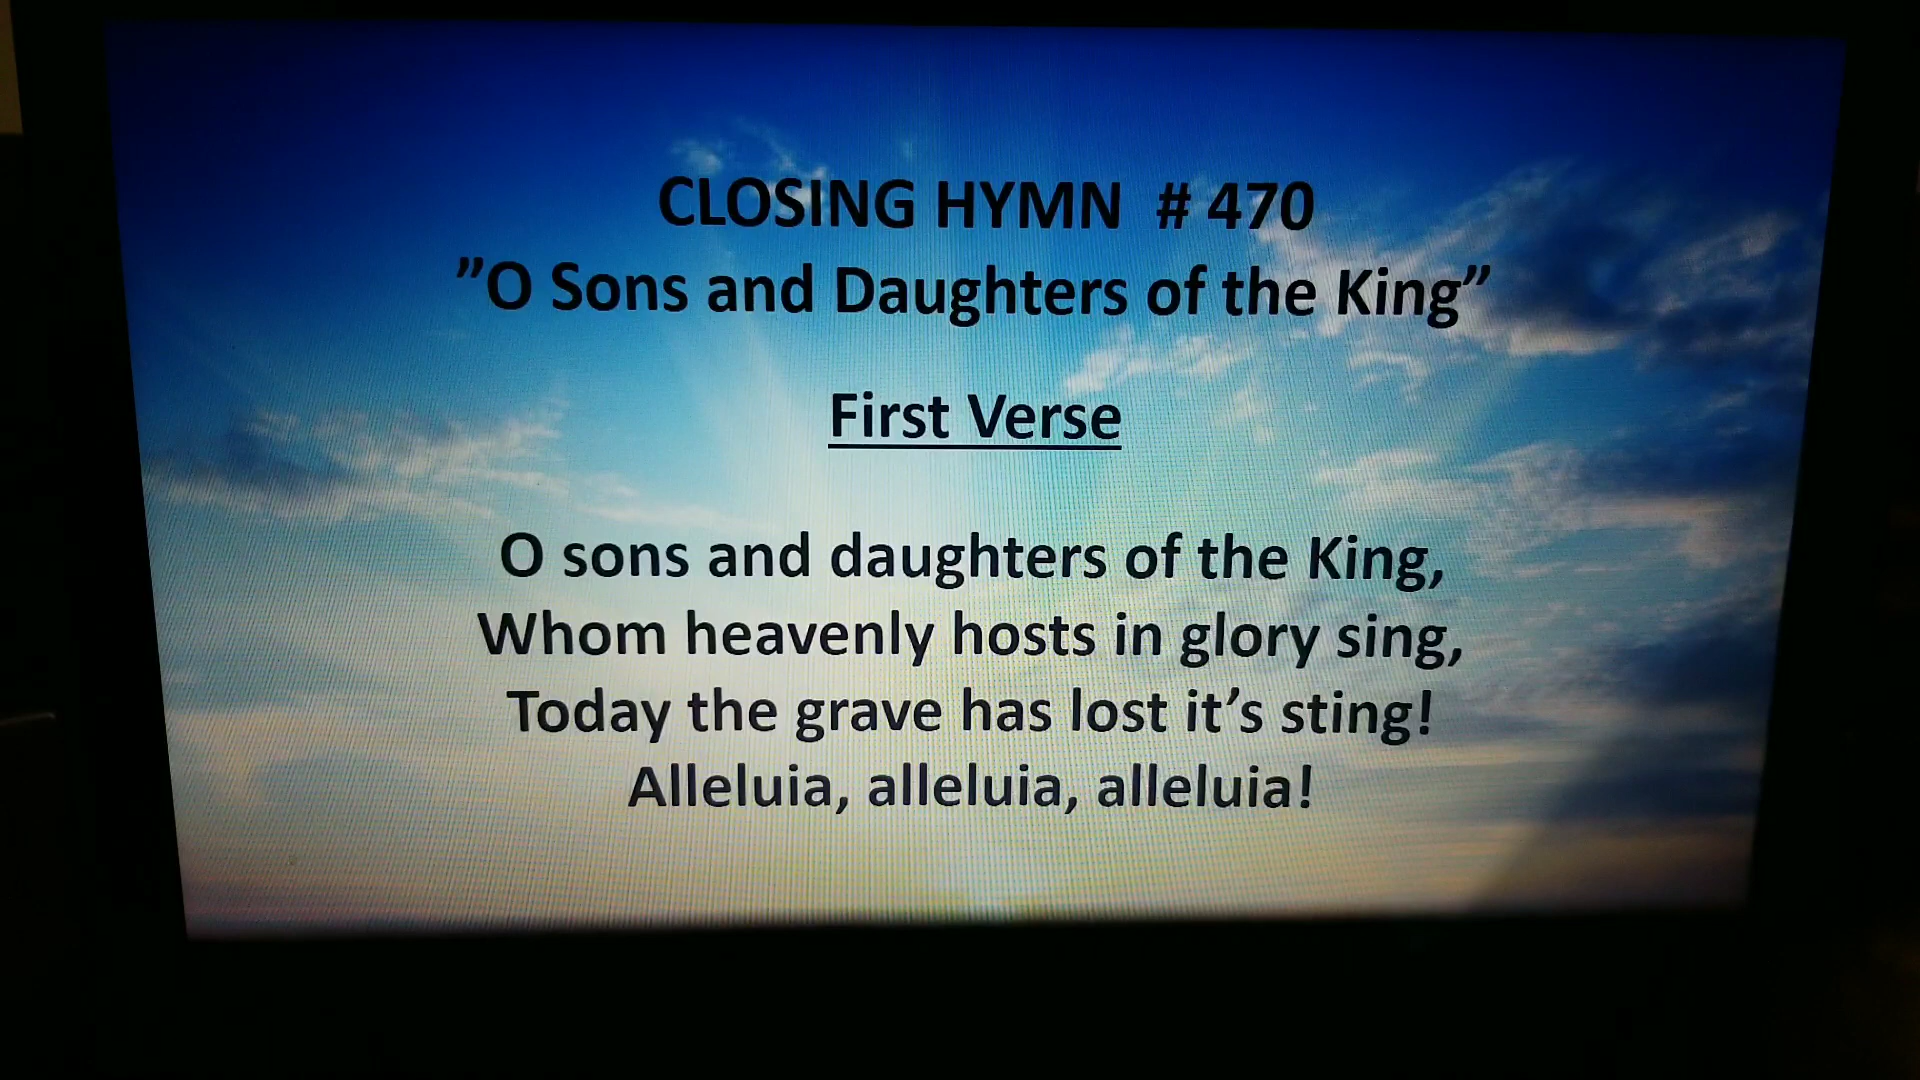 CLOSING HYMN  # 470
”O Sons and Daughters of the King”
First Verse
O sons and daughters of the King,
Whom heavenly hosts in glory sing,
Today the grave has lost it’s sting!
Alleluia, alleluia, alleluia!